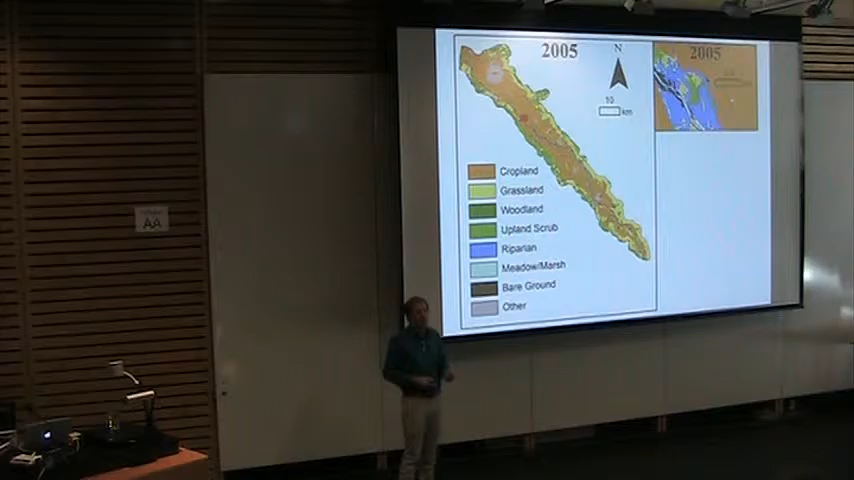 2005
N
10
km
Cropland
Grassland
Woodland
Upland Scrub
Riparian
Meadow/Marsh
Bare Ground
Other
2005
AA